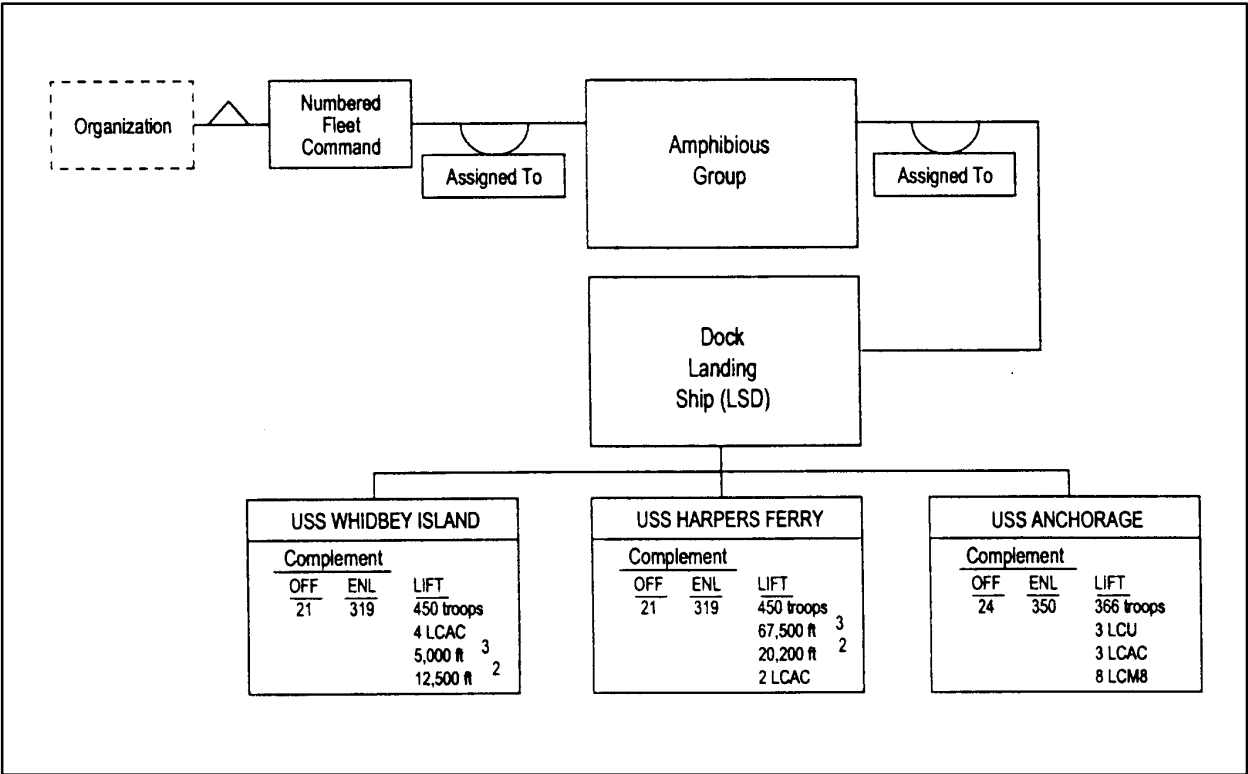 Organization
Numbered
Fleet
Command
Assigned To
Amphibious
Group
Assigned To
Dock
Landing
Ship (LSD)
USS WHIDBEY ISLAND
Complement
OFF ENL LIFT
21 319 450 troops
4 LCAC
5,000 ft 3
12,500 ft 2
USS HARPERS FERRY
Complement
OFF ENL LIFT
21 319 450 troops
67,500 ft 3
20,200 ft 2
2 LCAC
USS ANCHORAGE
Complement
OFF ENL LIFT
24 350 366 troops
3 LCU
3 LCAC
8 LCM8